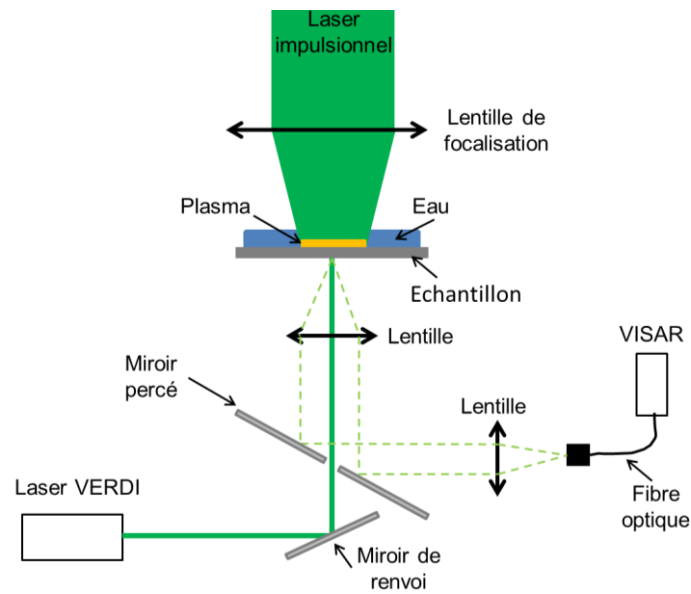 Laser
impulsionnel
Lentille de
focalisation
Plasma
Eau
Echantillon
Lentille
VISAR
Miroir
percé
Lentille
Laser VERDI
Fibre
optique
Miroir de
renvoi